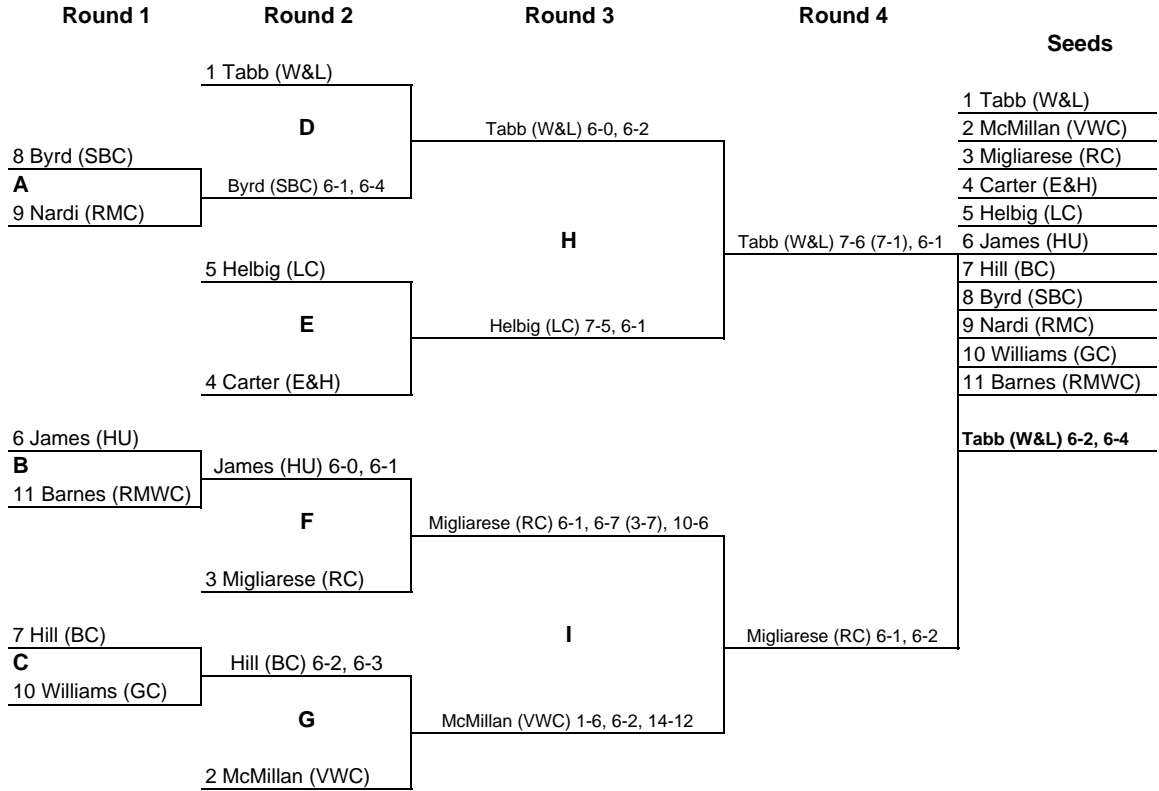 Round 1
Round 2
Round 3
Round 4
Seeds
1 Tabb (W&L)
D
8 Byrd (SBC)
A
9 Nardi (RMC)
Byrd (SBC) 6-1, 6-4
Tabb (W&L) 6-0, 6-2
H
5 Helbig (LC)
E
4 Carter (E&H)
Helbig (LC) 7-5, 6-1
Tabb (W&L) 7-6 (7-1), 6-1
6 James (HU)
B
11 Barnes (RMWC)
James (HU) 6-0, 6-1
F
3 Migliarese (RC)
Migliarese (RC) 6-1, 6-7 (3-7), 10-6
I
7 Hill (BC)
C
10 Williams (GC)
Hill (BC) 6-2, 6-3
G
2 McMillan (VWC)
McMillan (VWC) 1-6, 6-2, 14-12
Migliarese (RC) 6-1, 6-2
1 Tabb (W&L)
2 McMillan (VWC)
3 Migliarese (RC)
4 Carter (E&H)
5 Helbig (LC)
6 James (HU)
7 Hill (BC)
8 Byrd (SBC)
9 Nardi (RMC)
10 Williams (GC)
11 Barnes (RMWC)
Tabb (W&L) 6-2, 6-4